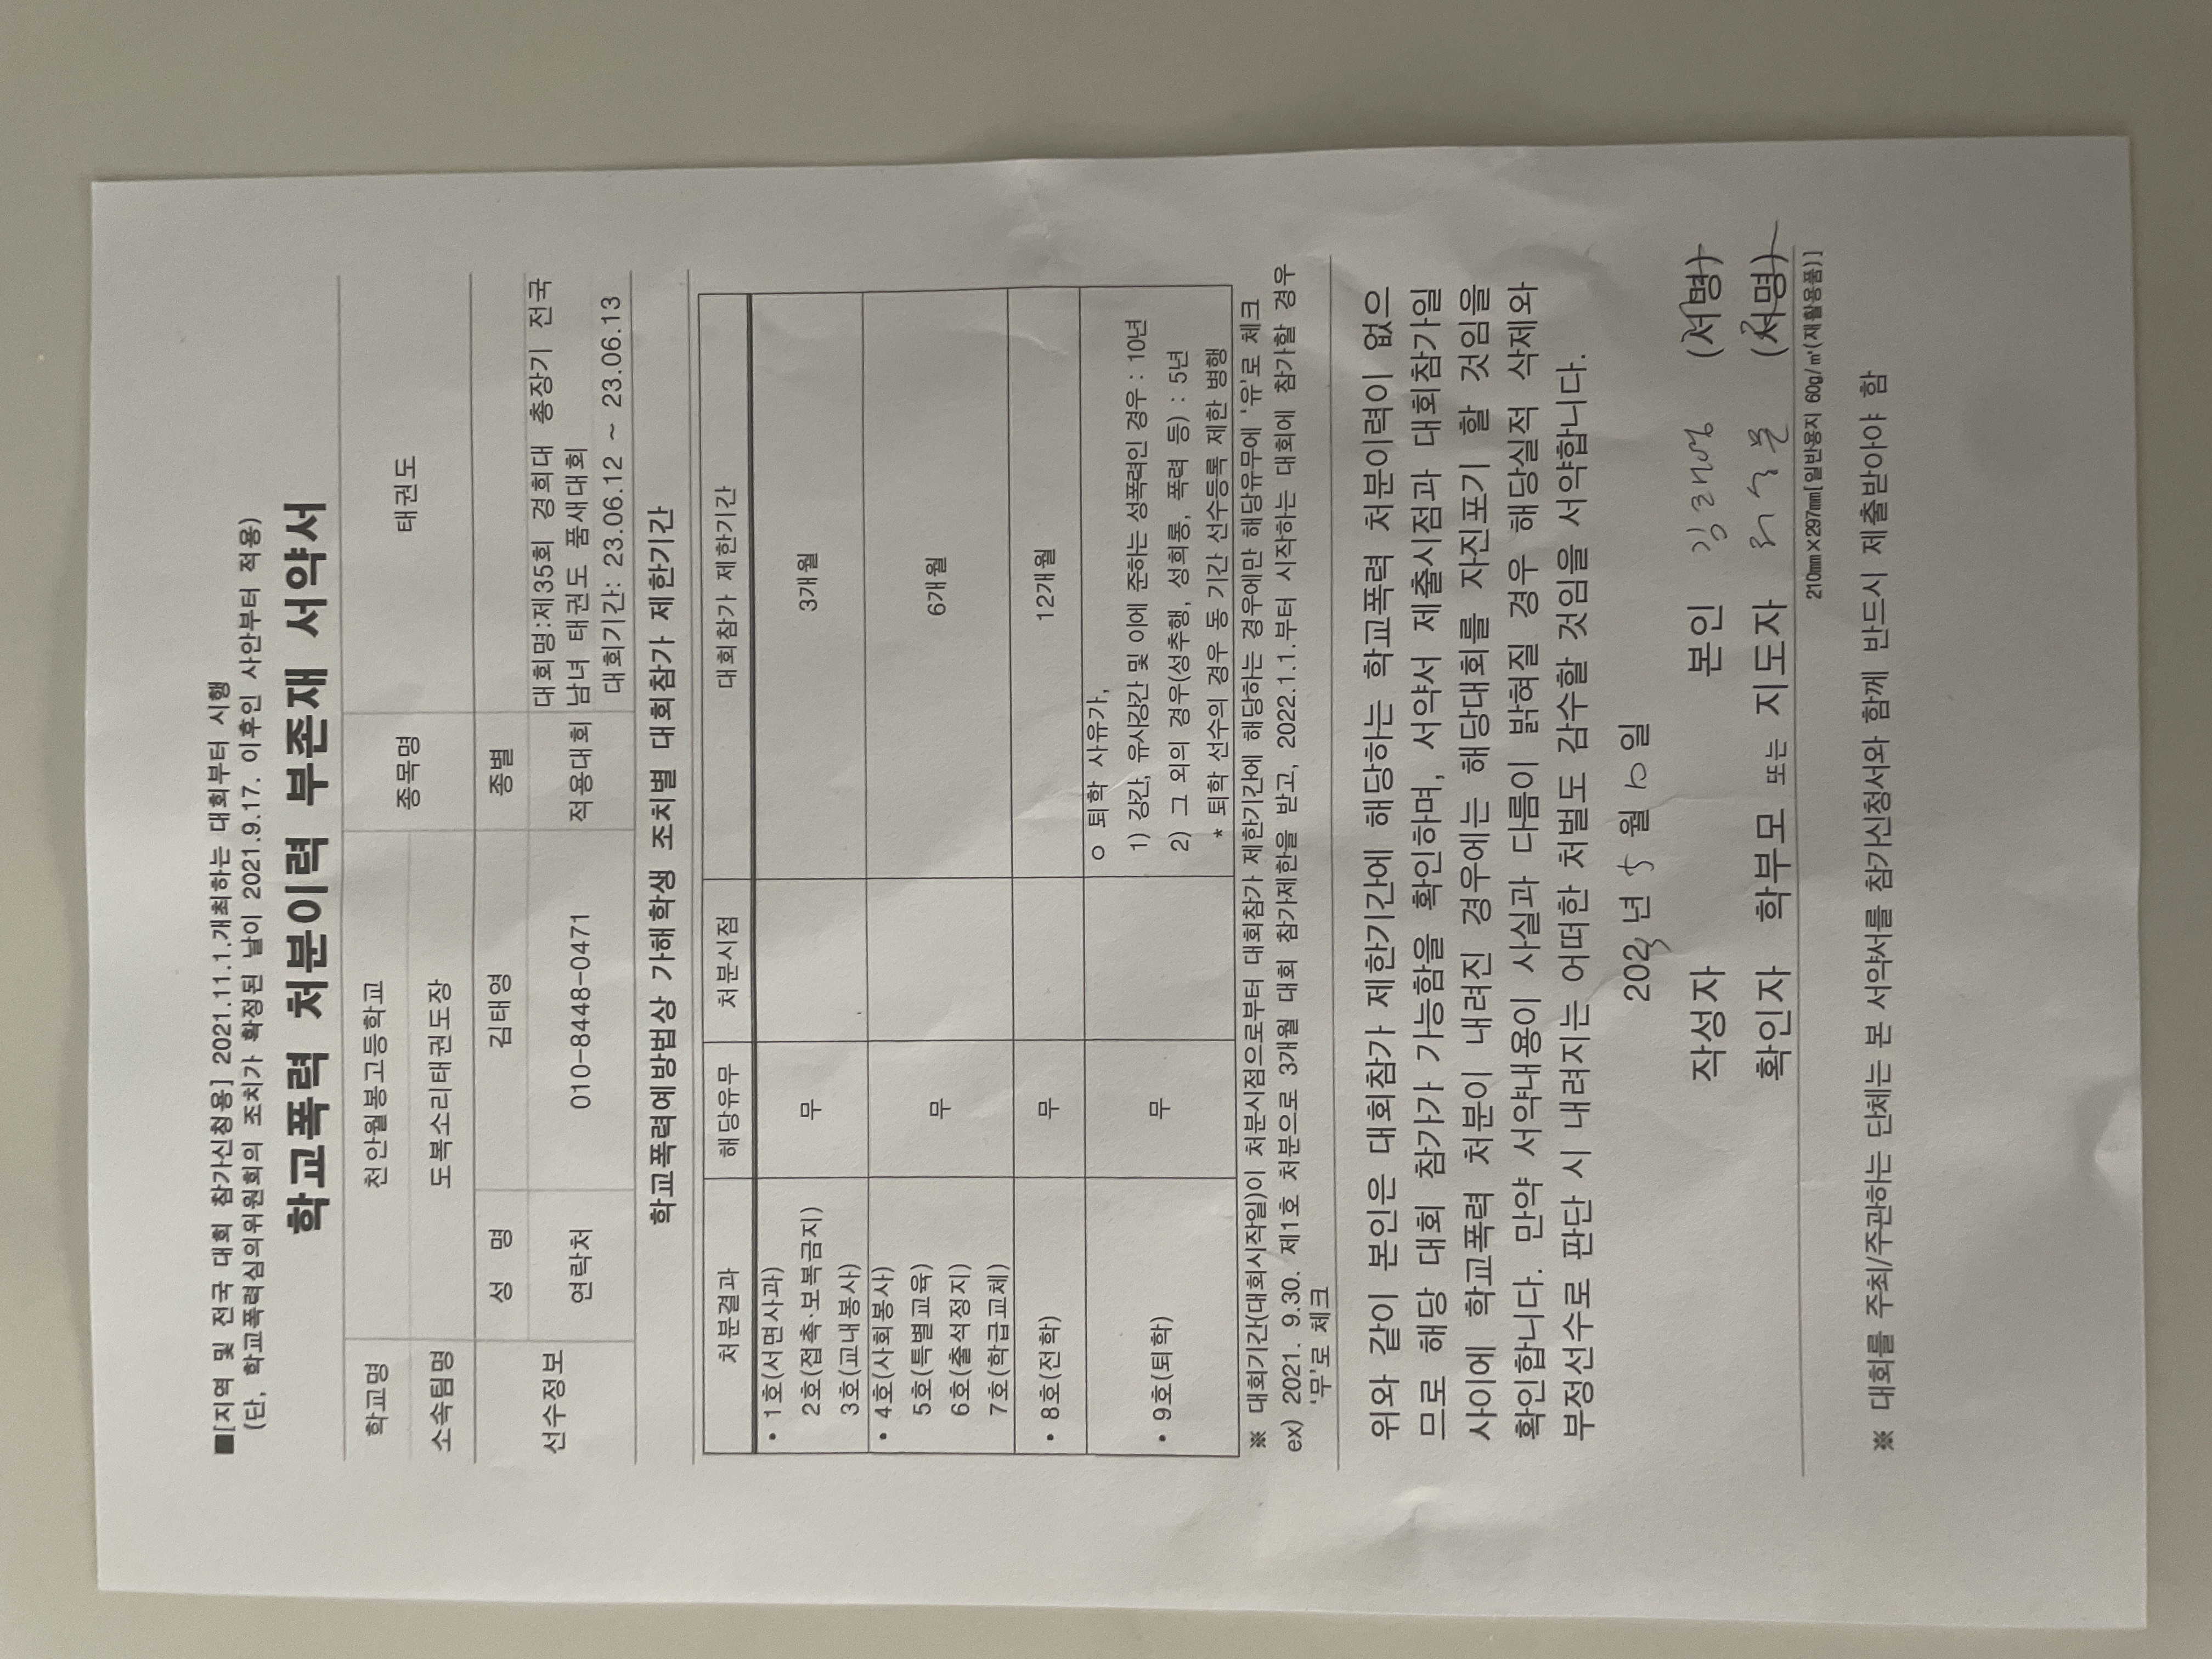 ■[지역 및 전국 대회 참가신청용] 2021.11.1.개최하는 대회부터 시행
(단, 학교폭력심의위원회의 조치가 확정된 날이 2021.9.17. 이후인 사안부터 적용)
학교폭력 처분이력 부존재 서약서
학교명 천안월봉고등학교 종목명 태권도
소속팀명 도복소리태권도장
선수정보 성 명 김태영 종별
연락처 010-8448-0471 적용대회 대회명:제35회 경희대 총장기 전국
남녀 태권도 품새대회
대회기간: 23.06.12 ~ 23.06.13
학교폭력예방법상 가해학생 조치별 대회참가 제한기간
처분결과 해당유무 처분시점 대회참가 제한기간
• 1호(서면사과)
2호(접촉·보복금지)
3호(교내봉사)
무 3개월
• 4호(사회봉사)
5호(특별교육)
6호(출석정지)
7호(학급교체)
무 6개월
• 8호(전학) 무 12개월
• 9호(퇴학) 무
ㅇ 퇴학 사유가,
1) 강간, 유사강간 및 이에 준하는 성폭력인 경우 : 10년
2) 그 외의 경우(성추행, 성희롱, 폭력 등) : 5년
* 퇴학 선수의 경우 동 기간 선수등록 제한 병행
※ 대회기간(대회시작일)이 처분시점으로부터 대회참가 제한기간에 해당하는 경우에만 해당유무에 '유'로 체크
ex) 2021. 9.30. 제1호 처분으로 3개월 대회 참가제한을 받고, 2022.1.1.부터 시작하는 대회에 참가할 경우
'무'로 체크
위와 같이 본인은 대회참가 제한기간에 해당하는 학교폭력 처분이력이 없으
므로 해당 대회 참가가 가능함을 확인하며, 서약서 제출시점과 대회참가일
사이에 학교폭력 처분이 내려진 경우에는 해당대회를 자진포기 할 것임을
확인합니다. 만약 서약내용이 사실과 다름이 밝혀질 경우 해당실적 삭제와
부정선수로 판단 시 내려지는 어떠한 처벌도 감수할 것임을 서약합니다.
2023년 5월 10일
작성자 본인 김태영 (서명)
확인자 학부모 또는 지도자 (서명)
210㎜×297㎜[일반용지 60g/㎡(재활용품)]
※ 대회를 주최/주관하는 단체는 본 서약서를 참가신청서와 함께 반드시 제출받아야 함